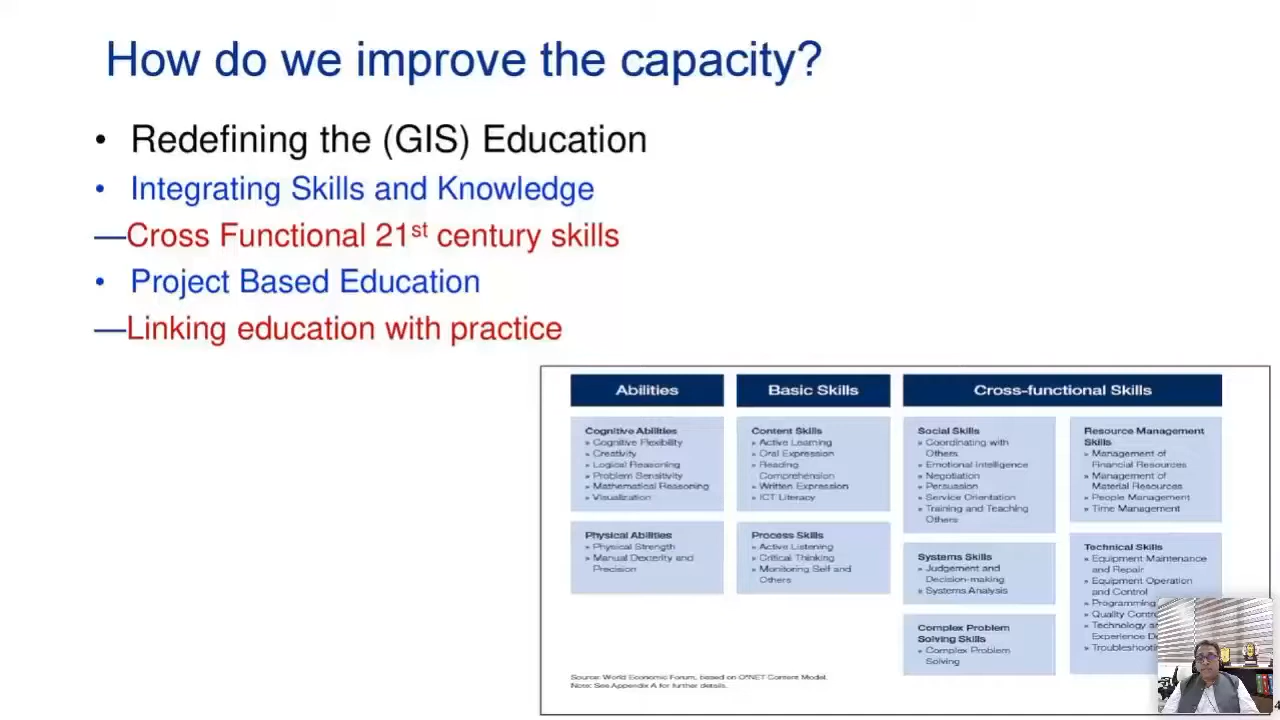 How do we improve the capacity?
• Redefining the (GIS) Education
• Integrating Skills and Knowledge
—Cross Functional 21st century skills
• Project Based Education
—Linking education with practice
Abilities
Cognitive Abilities
» Cognitive Flexibility
» Creativity
» Logical Reasoning
» Problem Sensitivity
» Mathematical Reasoning
» Visualization
Physical Abilities
» Physical Strength
» Manual Dexterity and
Precision
Basic Skills
Content Skills
» Active Learning
» Oral Expression
» Reading
Comprehension
» Written Expression
» ICT Literacy
Process Skills
» Active Listening
» Critical Thinking
» Monitoring Self and
Others
Cross-functional Skills
Social Skills
» Coordinating with
Others
» Emotional Intelligence
» Negotiation
» Persuasion
» Service Orientation
» Training and Teaching
Others
Systems Skills
» Judgement and
Decision-making
» Systems Analysis
Complex Problem
Solving Skills
» Complex Problem
Solving
Resource Management
Skills
» Management of
Financial Resources
» Management of
Material Resources
» People Management
» Time Management
Technical Skills
» Equipment Maintenance
and Repair
» Equipment Operation
and Control
» Programming
» Quality
» Technology
Experience
Source: World Economic Forum, based on O*NET Content Model.
Note: See Appendix A for further details.